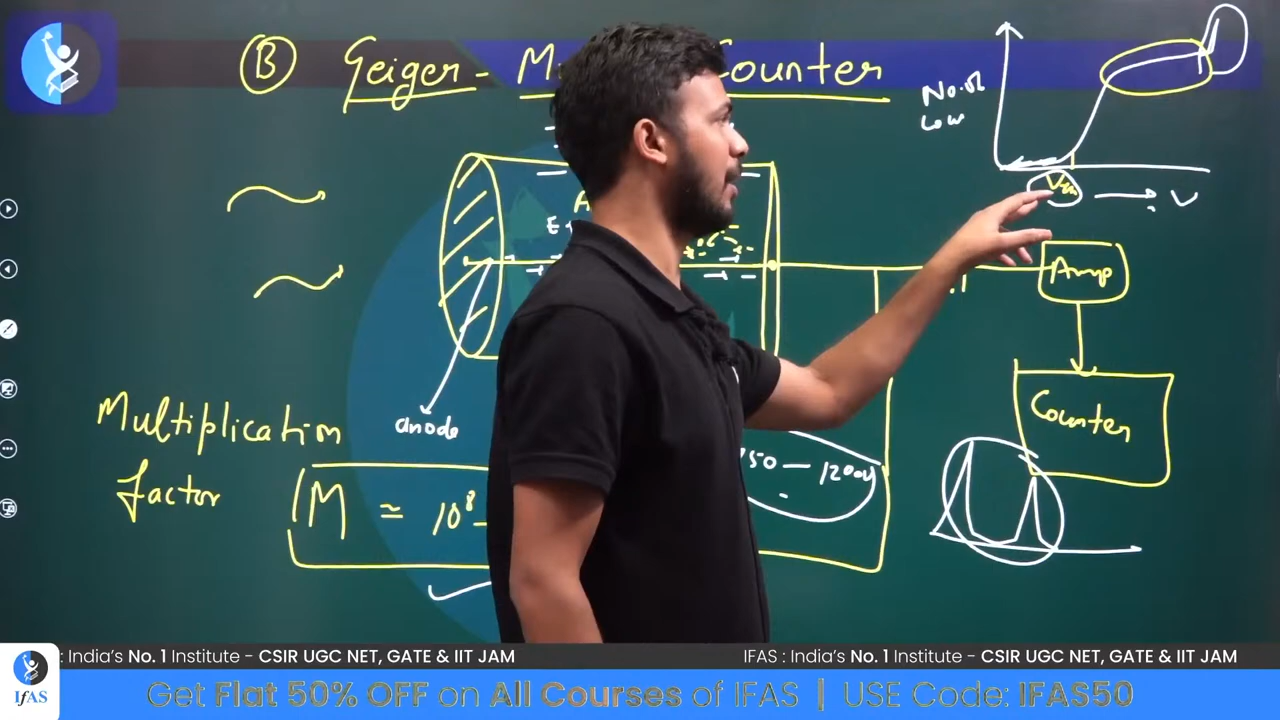 B Geiger - M Counter
No. of
Low
V
E
Amp
anode
Counter
Multiplication
factor
50 — 1200V
M ≃ 10⁸ -
: India's No. 1 Institute - CSIR UGC NET, GATE & IIT JAM
IFAS : India's No. 1 Institute - CSIR UGC NET, GATE & IIT JAM
IFAS
Get Flat 50% OFF on All Courses of IFAS | USE Code: IFAS50